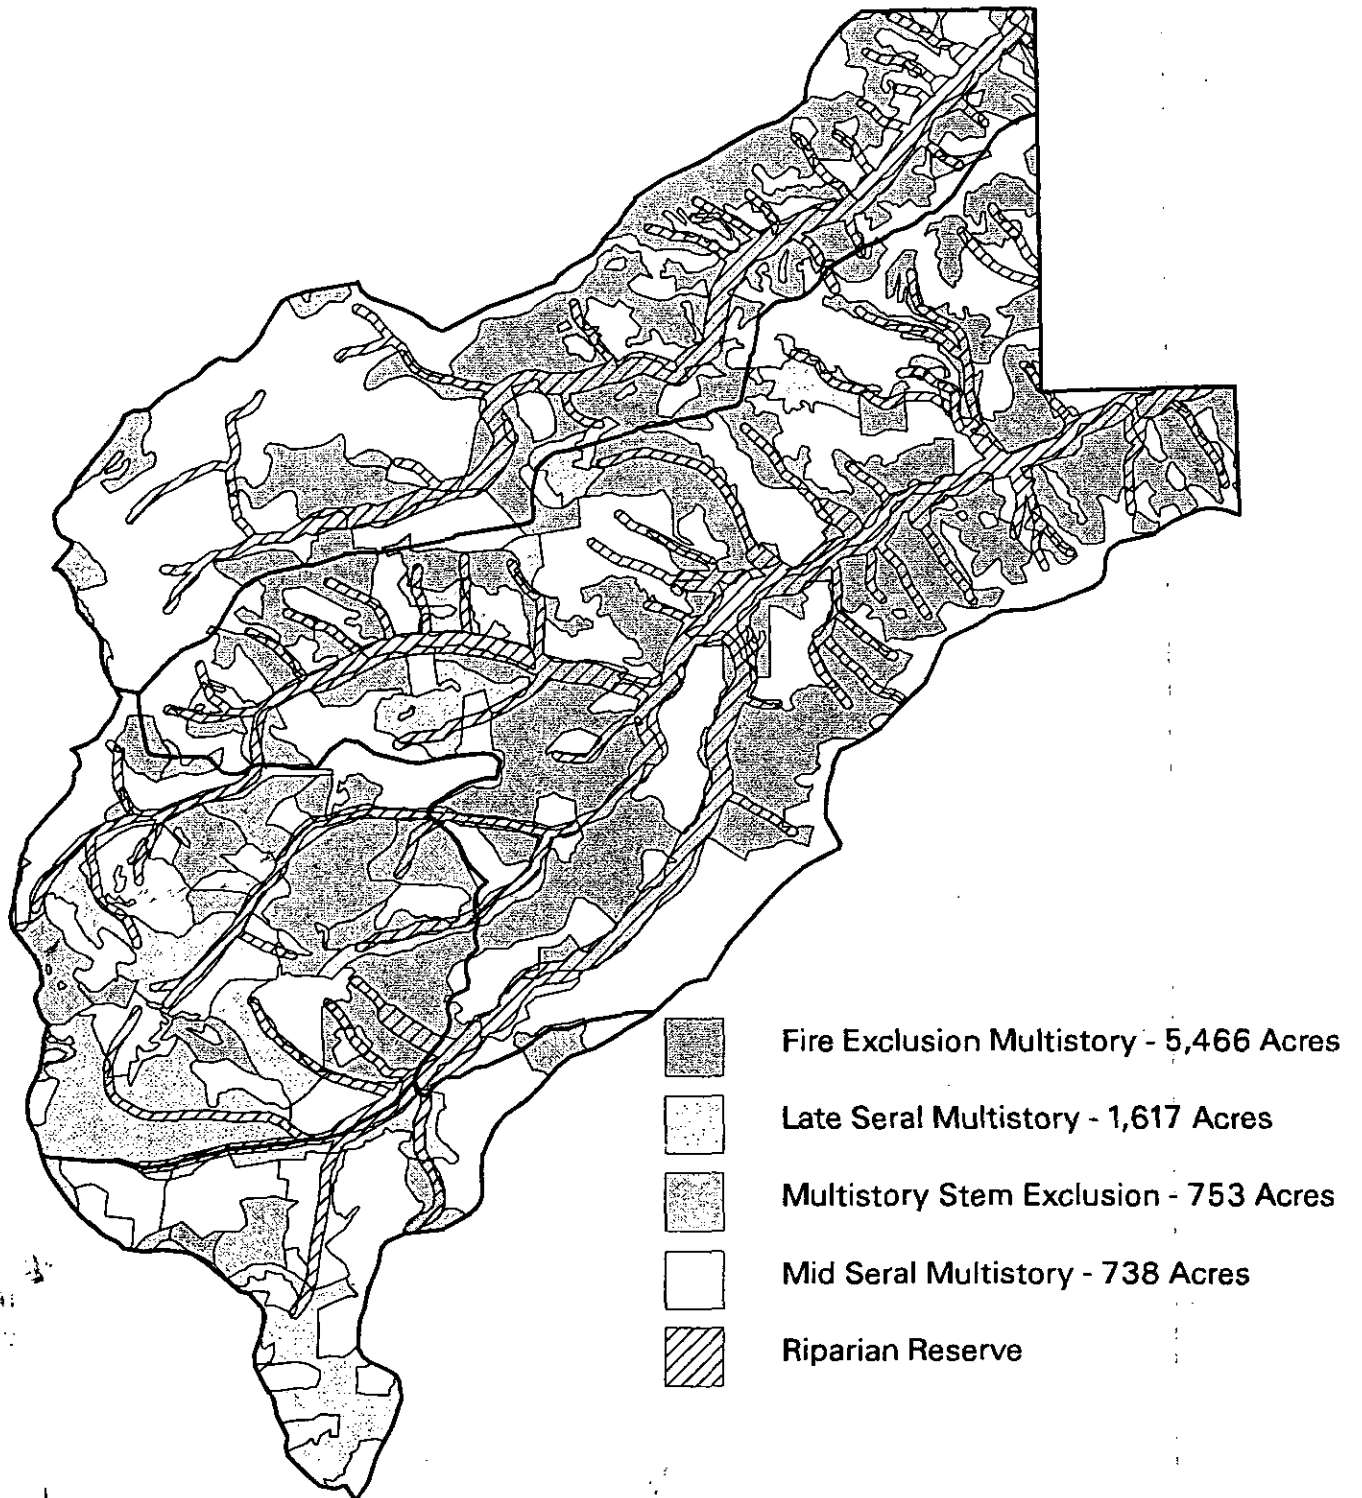 Fire Exclusion Multistory - 5,466 Acres
Late Seral Multistory - 1,617 Acres
Multistory Stem Exclusion - 753 Acres
Mid Seral Multistory - 738 Acres
Riparian Reserve